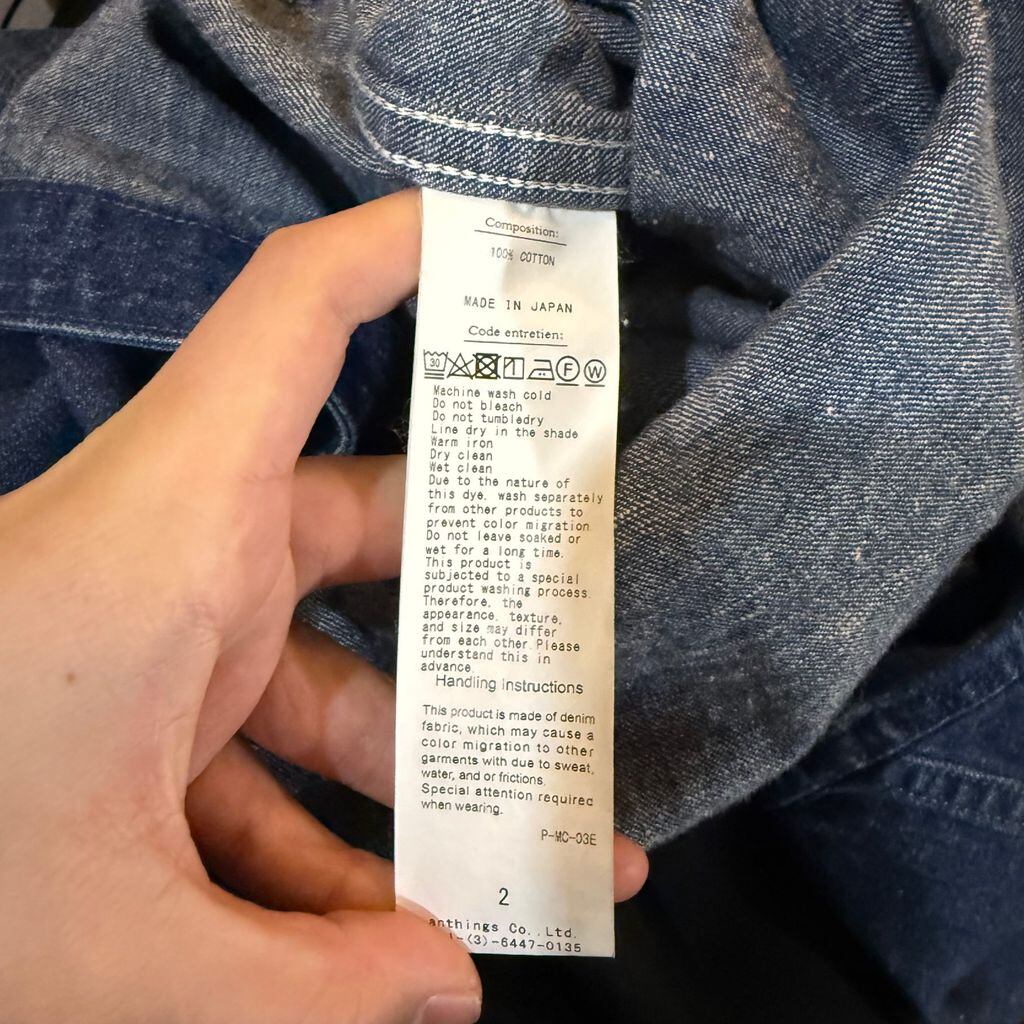 Composition:
100% COTTON
MADE IN JAPAN
Code entretien:
30 F W
Machine wash cold
Do not bleach
Do not tumbledry
Line dry in the shade
Warm iron
Dry clean
Wet clean
Due to the nature of
this dye, wash separately
from other products to
prevent color migration.
Do not leave soaked or
wet for a long time.
This product is
subjected to a special
product washing process.
Therefore, the
appearance, texture,
and size may differ
from each other.Please
understand this in
advance.
Handling Instructions
This product is made of denim
fabric, which may cause a
color migration to other
garments with due to sweat,
water, and or frictions.
Special attention required
when wearing.
P-MC-03E
2
anthings Co.,Ltd.
(3)-6447-0135